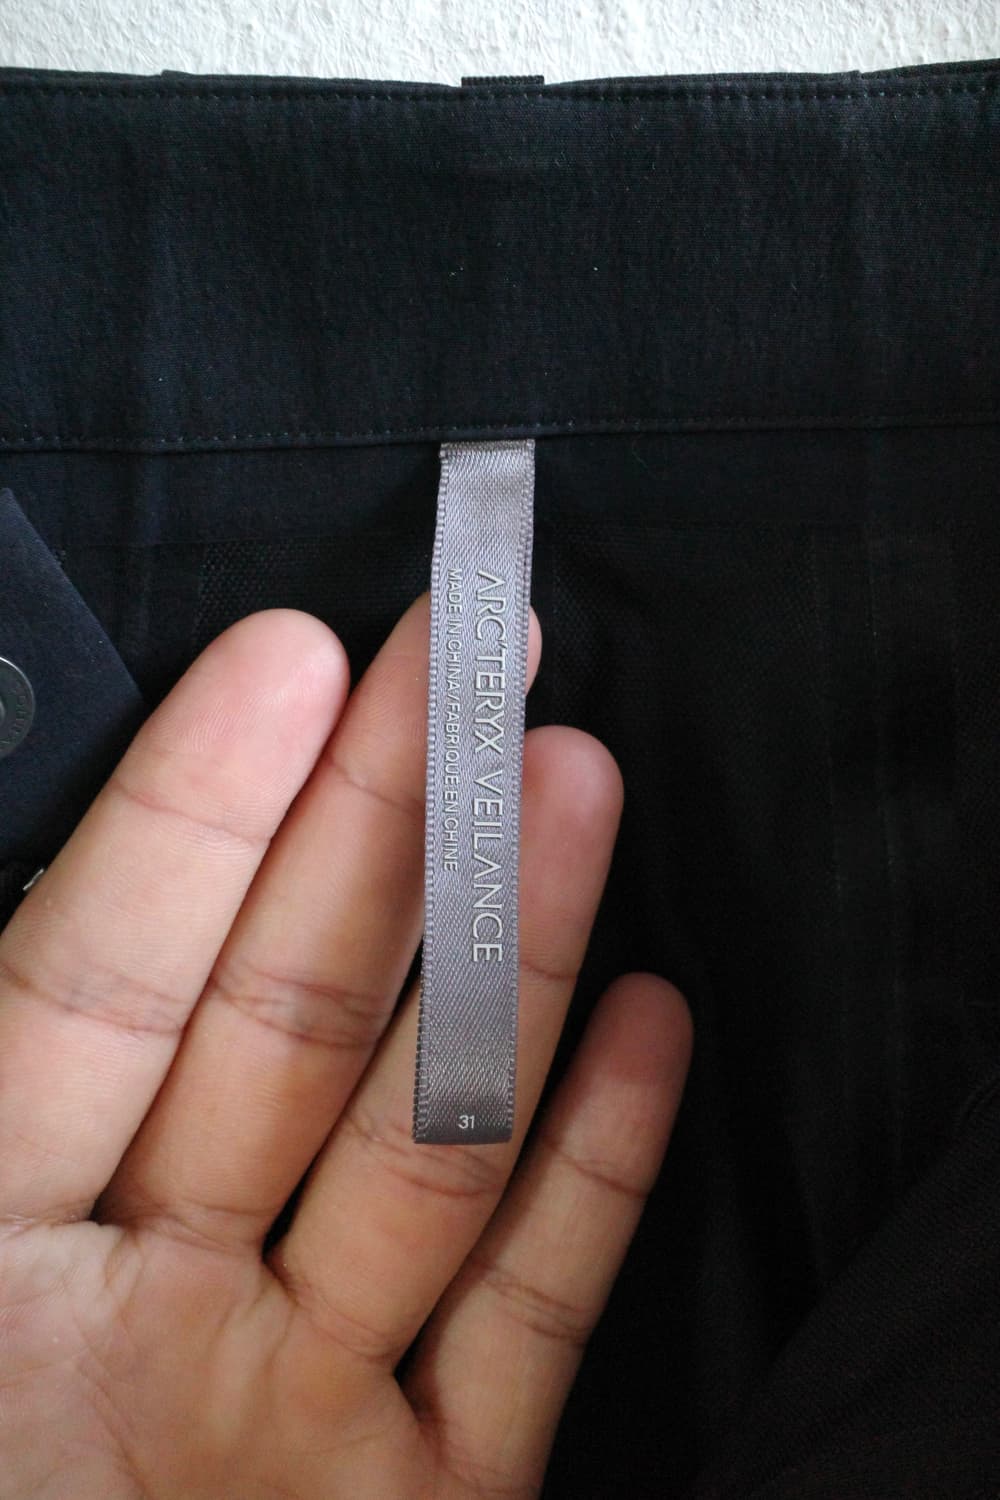 ARC'TERYX VEILANCE
MADE IN CHINA/FABRIQUE EN CHINE
31